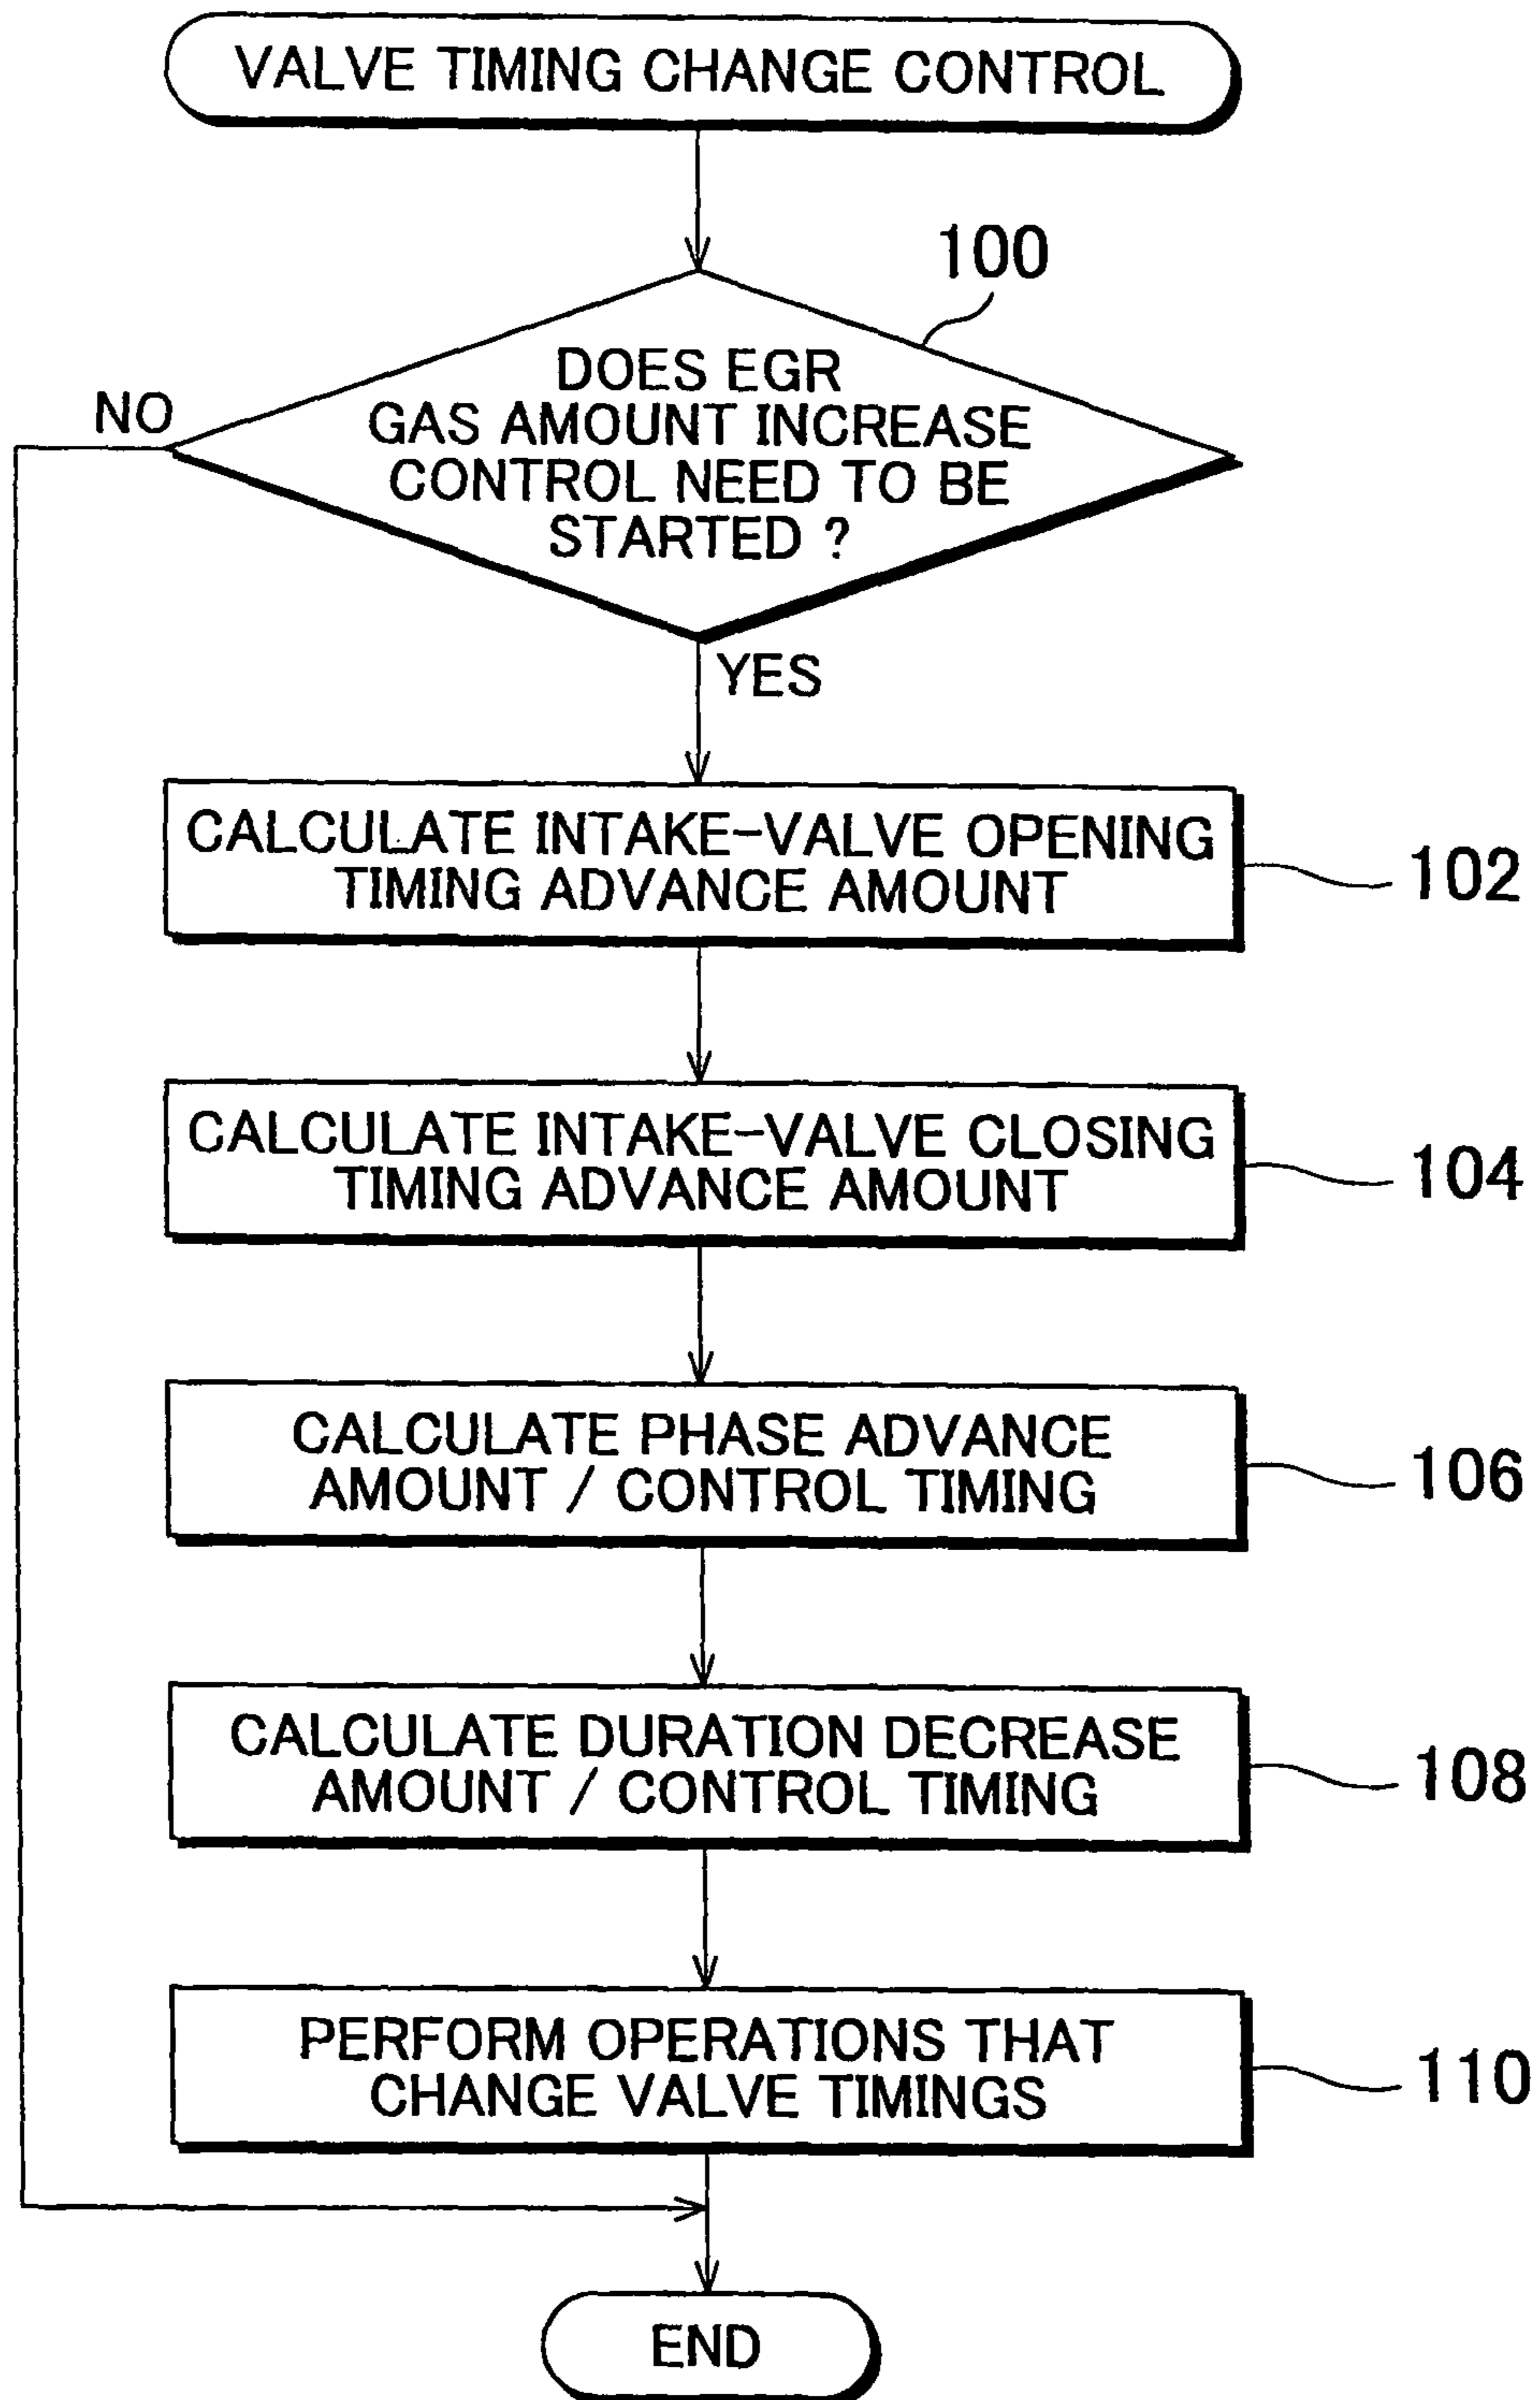 VALVE TIMING CHANGE CONTROL
100
DOES EGR
GAS AMOUNT INCREASE
CONTROL NEED TO BE
STARTED ?
NO
YES
CALCULATE INTAKE-VALVE OPENING
TIMING ADVANCE AMOUNT
102
CALCULATE INTAKE-VALVE CLOSING
TIMING ADVANCE AMOUNT
104
CALCULATE PHASE ADVANCE
AMOUNT / CONTROL TIMING
106
CALCULATE DURATION DECREASE
AMOUNT / CONTROL TIMING
108
PERFORM OPERATIONS THAT
CHANGE VALVE TIMINGS
110
END